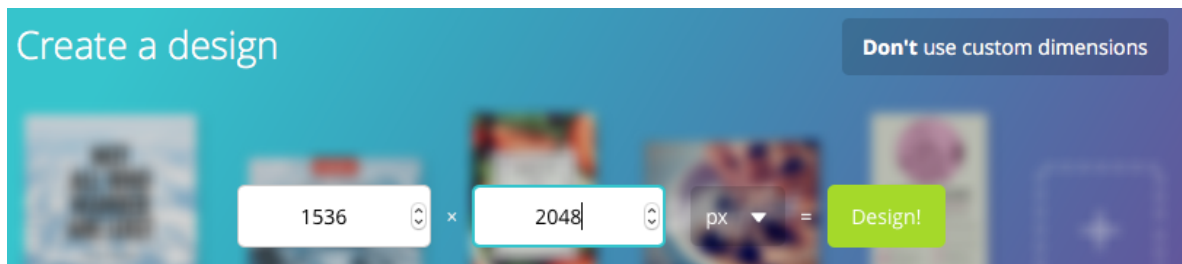 Create a design
Don't use custom dimensions
1536 × 2048 px = Design!